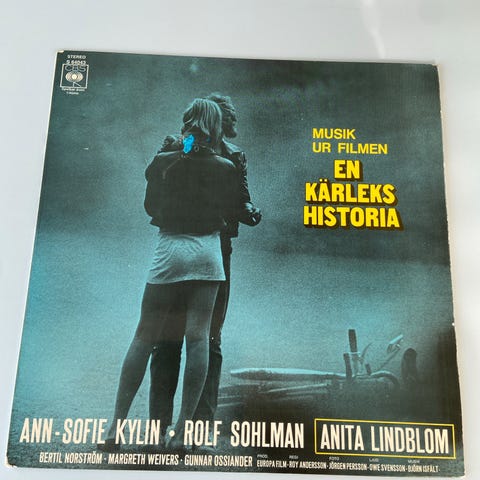 STEREO
S 64043
CBS
MUSIK
UR FILMEN
EN
KÄRLEKS
HISTORIA
ANN-SOFIE KYLIN · ROLF SOHLMAN ANITA LINDBLOM
BERTIL NORSTRÖM · MARGRETH WEIVERS · GUNNAR OSSIANDER
PROD. REGI FOTO LJUD MUSIK
EUROPA FILM · ROY ANDERSSON · JÖRGEN PERSSON · OWE SVENSSON · BJÖRN ISFÄLT ·